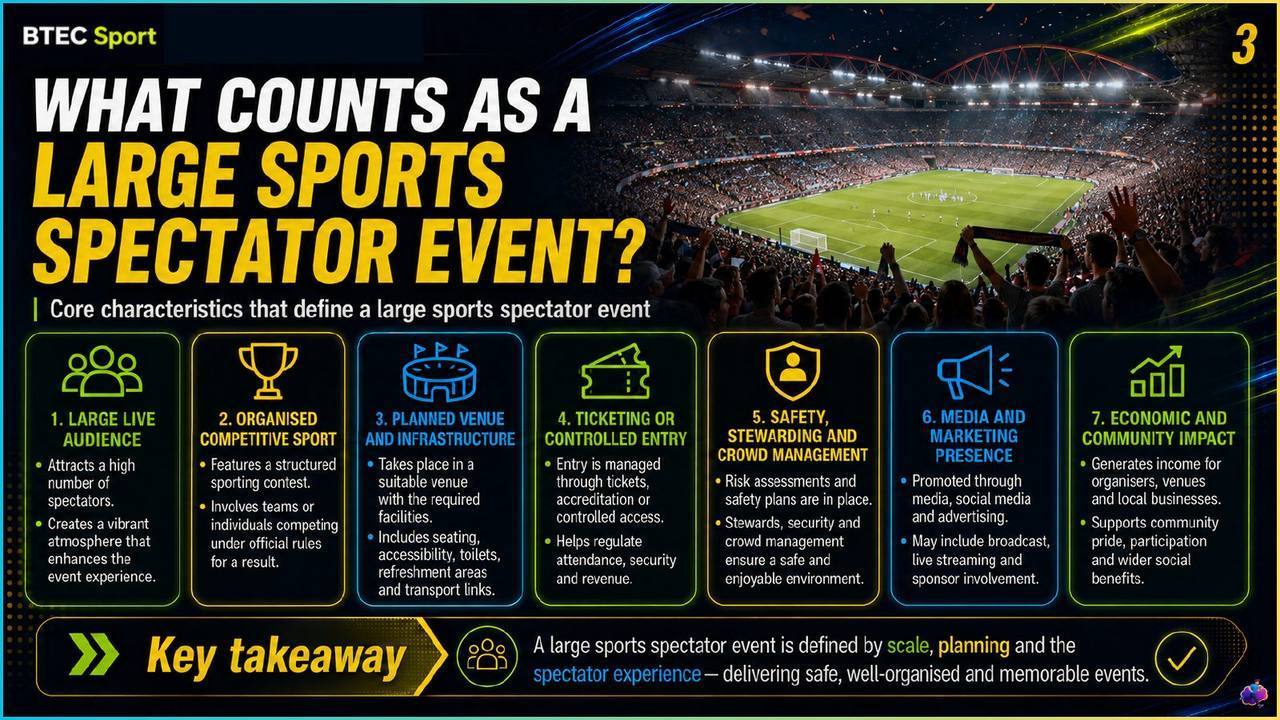 BTEC Sport
3
WHAT COUNTS AS A
LARGE SPORTS
SPECTATOR EVENT?
Core characteristics that define a large sports spectator event
1. LARGE LIVE
AUDIENCE
• Attracts a high
number of
spectators.
• Creates a vibrant
atmosphere that
enhances the
event experience.
2. ORGANISED
COMPETITIVE SPORT
• Features a structured
sporting contest.
• Involves teams or
individuals competing
under official rules
for a result.
3. PLANNED VENUE
AND INFRASTRUCTURE
• Takes place in a
suitable venue
with the required
facilities.
• Includes seating,
accessibility, toilets,
refreshment areas
and transport links.
4. TICKETING OR
CONTROLLED ENTRY
• Entry is managed
through tickets,
accreditation or
controlled access.
• Helps regulate
attendance, security
and revenue.
5. SAFETY,
STEWARDING AND
CROWD MANAGEMENT
• Risk assessments and
safety plans are in place.
• Stewards, security and
crowd management
ensure a safe and
enjoyable environment.
6. MEDIA AND
MARKETING
PRESENCE
• Promoted through
media, social media
and advertising.
• May include broadcast,
live streaming and
sponsor involvement.
7. ECONOMIC AND
COMMUNITY IMPACT
• Generates income for
organisers, venues
and local businesses.
• Supports community
pride, participation
and wider social
benefits.
Key takeaway
A large sports spectator event is defined by scale, planning and the
spectator experience — delivering safe, well-organised and memorable events.